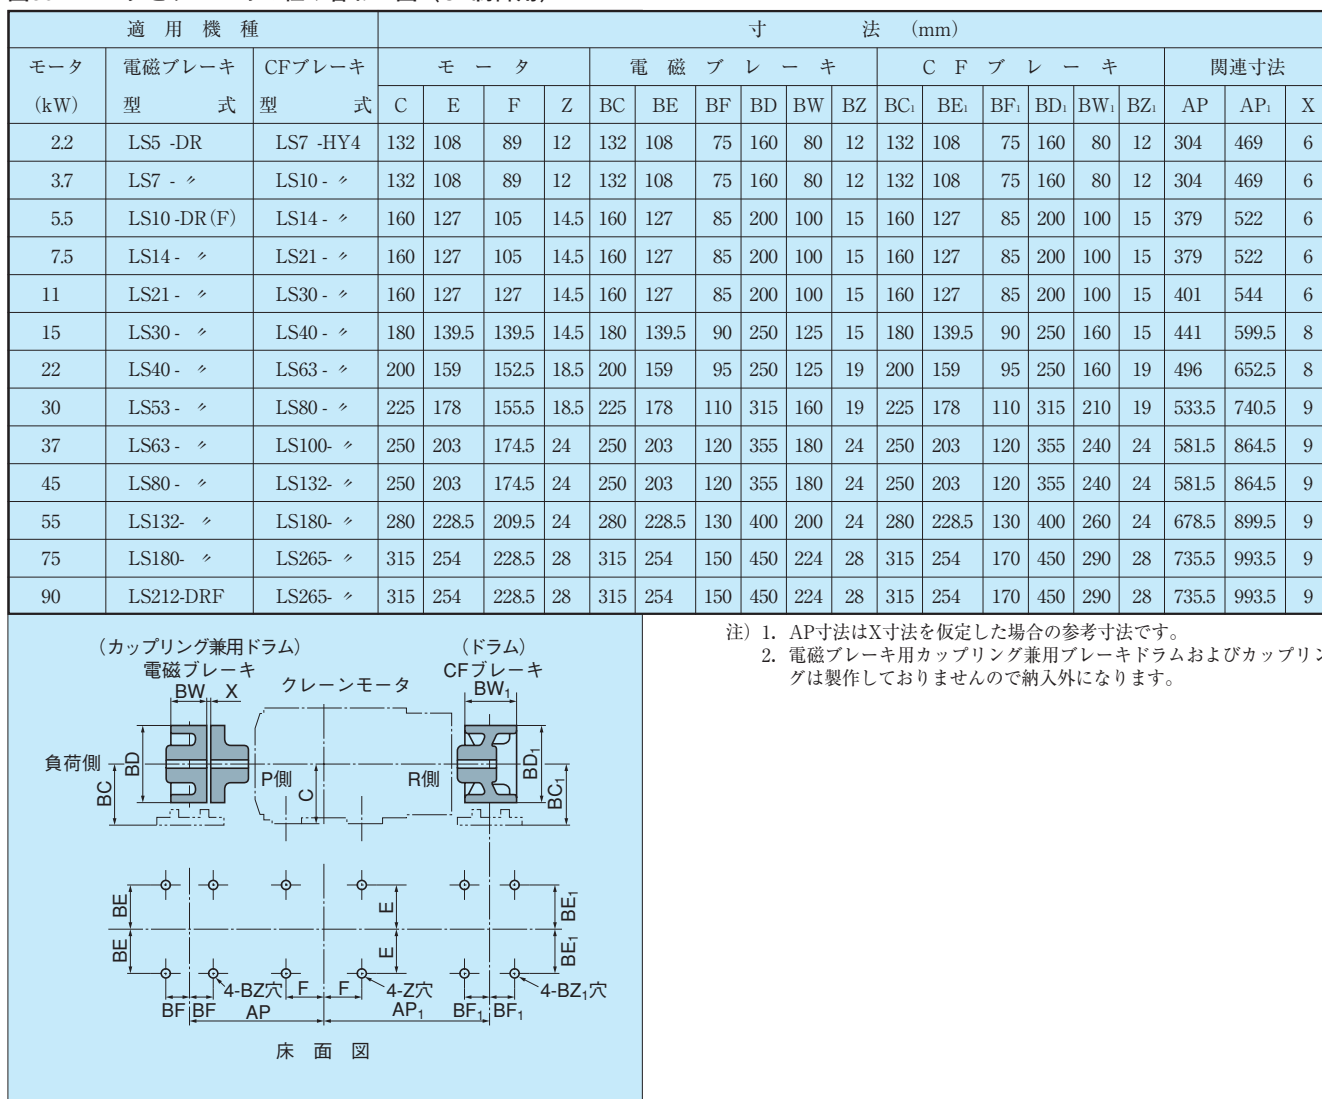 適用機種 寸法 (mm)
モータ 電磁ブレーキ CFブレーキ モータ 電磁ブレーキ CFブレーキ 関連寸法
(kW) 型式 型式 C E F Z BC BE BF BD BW BZ BC₁ BE₁ BF₁ BD₁ BW₁ BZ₁ AP AP₁ X
2.2 LS5 -DR LS7 -HY4 132 108 89 12 132 108 75 160 80 12 132 108 75 160 80 12 304 469 6
3.7 LS7 - 〃 LS10 - 〃 132 108 89 12 132 108 75 160 80 12 132 108 75 160 80 12 304 469 6
5.5 LS10 -DR(F) LS14 - 〃 160 127 105 14.5 160 127 85 200 100 15 160 127 85 200 100 15 379 522 6
7.5 LS14 - 〃 LS21 - 〃 160 127 105 14.5 160 127 85 200 100 15 160 127 85 200 100 15 379 522 6
11 LS21 - 〃 LS30 - 〃 160 127 127 14.5 160 127 85 200 100 15 160 127 85 200 100 15 401 544 6
15 LS30 - 〃 LS40 - 〃 180 139.5 139.5 14.5 180 139.5 90 250 125 15 180 139.5 90 250 160 15 441 599.5 8
22 LS40 - 〃 LS63 - 〃 200 159 152.5 18.5 200 159 95 250 125 19 200 159 95 250 160 19 496 652.5 8
30 LS53 - 〃 LS80 - 〃 225 178 155.5 18.5 225 178 110 315 160 19 225 178 110 315 210 19 533.5 740.5 9
37 LS63 - 〃 LS100- 〃 250 203 174.5 24 250 203 120 355 180 24 250 203 120 355 240 24 581.5 864.5 9
45 LS80 - 〃 LS132- 〃 250 203 174.5 24 250 203 120 355 180 24 250 203 120 355 240 24 581.5 864.5 9
55 LS132- 〃 LS180- 〃 280 228.5 209.5 24 280 228.5 130 400 200 24 280 228.5 130 400 260 24 678.5 899.5 9
75 LS180- 〃 LS265- 〃 315 254 228.5 28 315 254 150 450 224 28 315 254 170 450 290 28 735.5 993.5 9
90 LS212-DRF LS265- 〃 315 254 228.5 28 315 254 150 450 224 28 315 254 170 450 290 28 735.5 993.5 9
注) 1. AP寸法はX寸法を仮定した場合の参考寸法です。
2. 電磁ブレーキ用カップリング兼用ブレーキドラムおよびカップリン
グは製作しておりませんので納入外になります。
(カップリング兼用ドラム) (ドラム)
電磁ブレーキ クレーンモータ CFブレーキ
BW X BW₁
負荷側 BD BC P側 C R側 BD₁ BC₁
BE E BE₁
BE E BE₁
4-BZ穴 F F 4-Z穴 4-BZ₁穴
BF BF AP AP₁ BF₁ BF₁
床面図